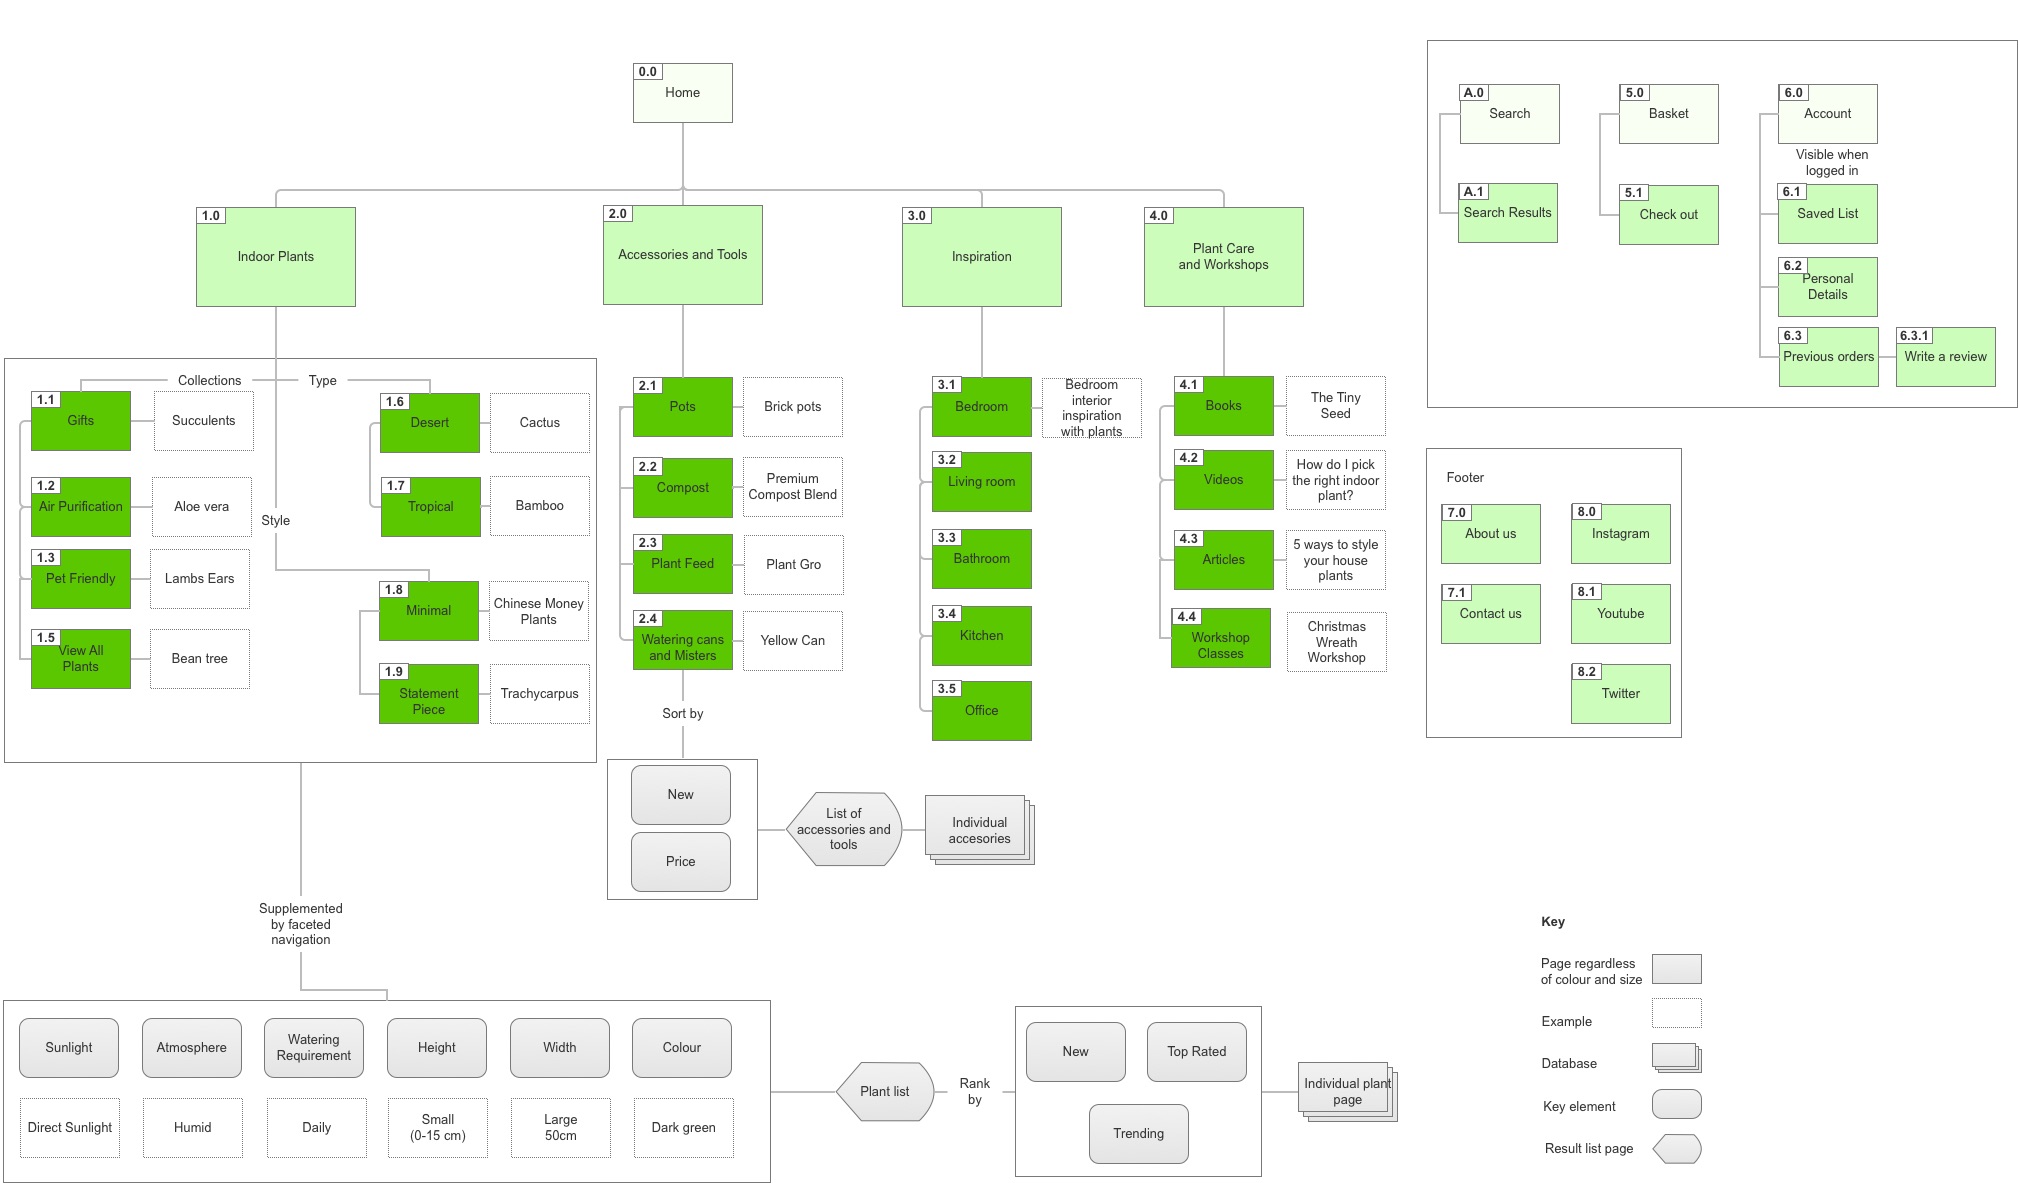 0.0
Home
1.0
Indoor Plants
2.0
Accessories and Tools
3.0
Inspiration
4.0
Plant Care
and Workshops
Collections
Type
Style
1.1
Gifts
Succulents
1.2
Air Purification
Aloe vera
1.3
Pet Friendly
Lambs Ears
1.5
View All
Plants
Bean tree
1.6
Desert
Cactus
1.7
Tropical
Bamboo
1.8
Minimal
Chinese Money
Plants
1.9
Statement
Piece
Trachycarpus
2.1
Pots
Brick pots
2.2
Compost
Premium
Compost Blend
2.3
Plant Feed
Plant Gro
2.4
Watering cans
and Misters
Yellow Can
Sort by
New
Price
List of
accessories and
tools
Individual
accesories
3.1
Bedroom
Bedroom
interior
inspiration
with plants
3.2
Living room
3.3
Bathroom
3.4
Kitchen
3.5
Office
4.1
Books
The Tiny
Seed
4.2
Videos
How do I pick
the right indoor
plant?
4.3
Articles
5 ways to style
your house
plants
4.4
Workshop
Classes
Christmas
Wreath
Workshop
A.0
Search
A.1
Search Results
5.0
Basket
5.1
Check out
6.0
Account
Visible when
logged in
6.1
Saved List
6.2
Personal
Details
6.3
Previous orders
6.3.1
Write a review
Footer
7.0
About us
7.1
Contact us
8.0
Instagram
8.1
Youtube
8.2
Twitter
Supplemented
by faceted
navigation
Sunlight
Atmosphere
Watering
Requirement
Height
Width
Colour
Direct Sunlight
Humid
Daily
Small
(0-15 cm)
Large
50cm
Dark green
Plant list
Rank
by
New
Top Rated
Trending
Individual plant
page
Key
Page regardless
of colour and size
Example
Database
Key element
Result list page